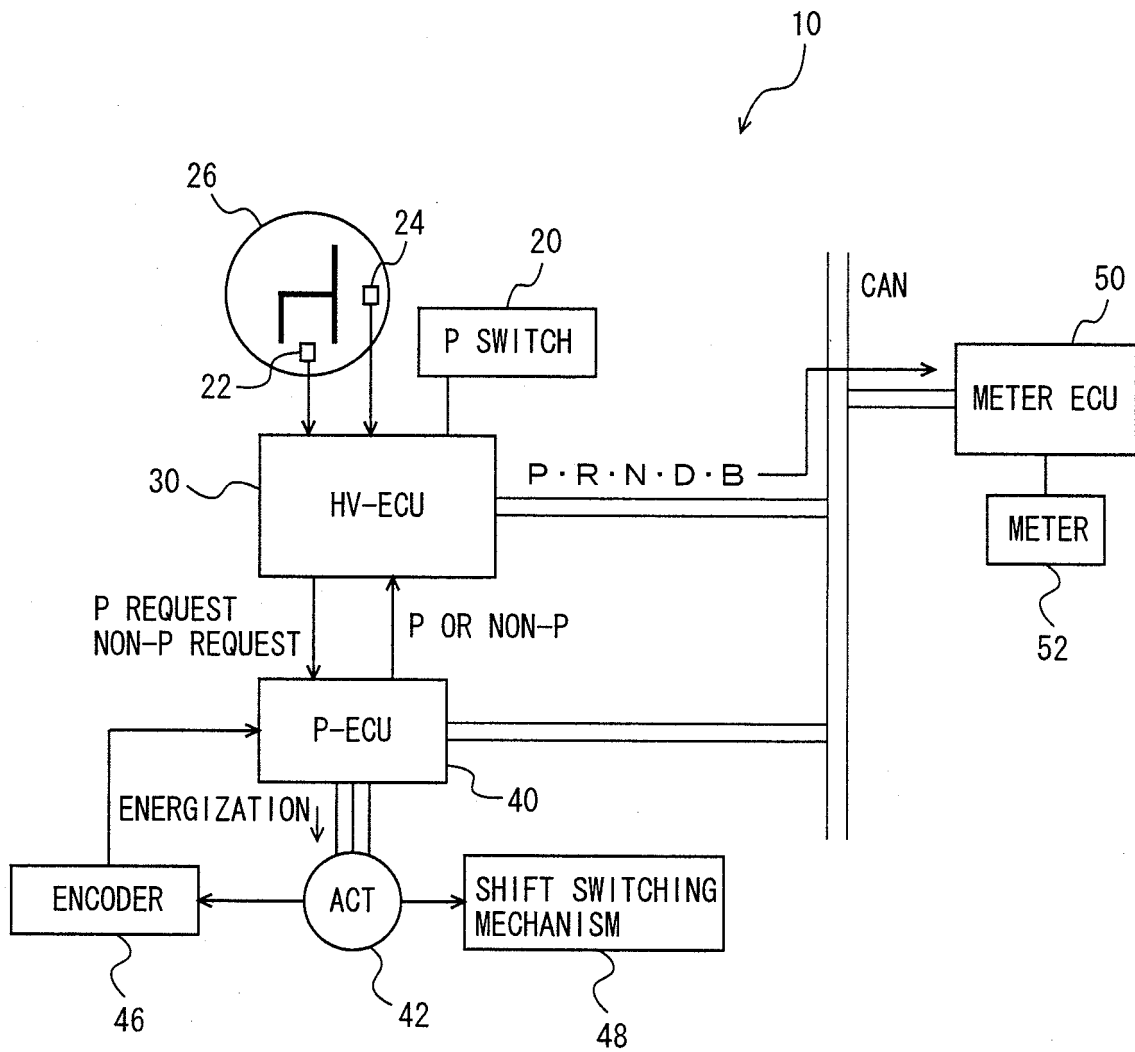 10
26
24
20
P SWITCH
22
CAN
50
METER ECU
30
HV-ECU
P・R・N・D・B
METER
52
P REQUEST
NON-P REQUEST
P OR NON-P
P-ECU
40
ENERGIZATION
ENCODER
ACT
SHIFT SWITCHING
MECHANISM
46
42
48